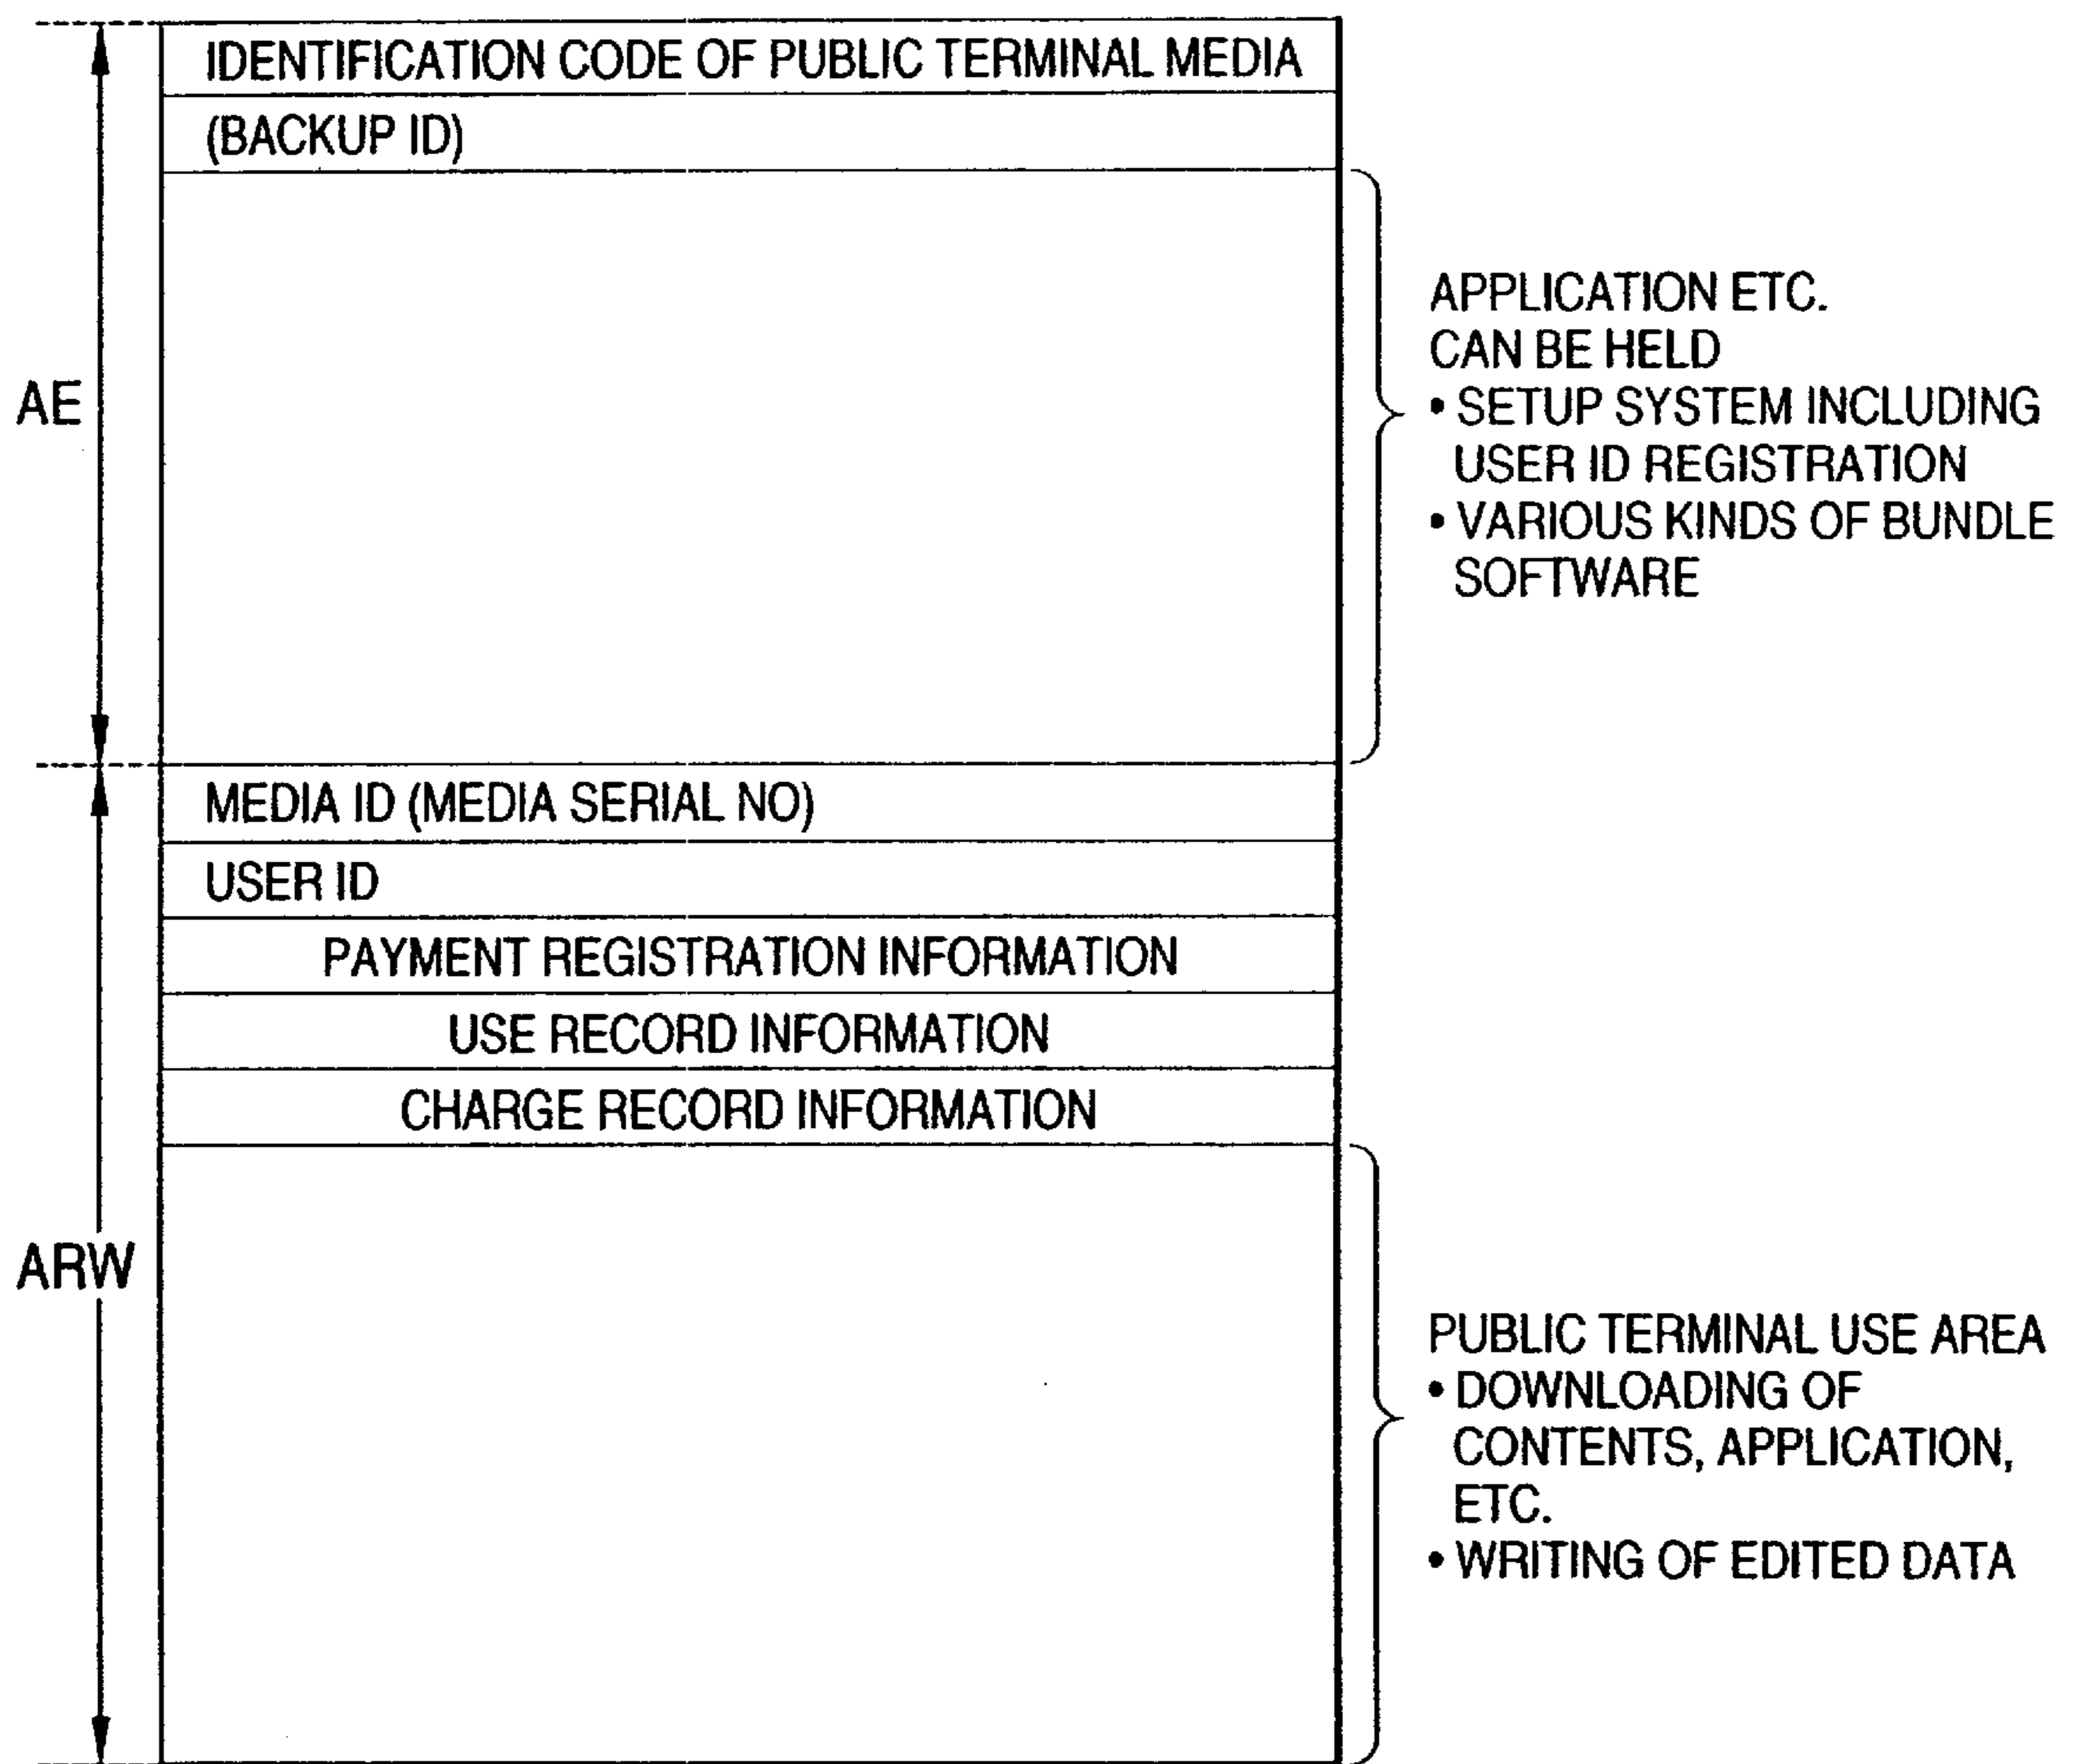 IDENTIFICATION CODE OF PUBLIC TERMINAL MEDIA
(BACKUP ID)
AE
APPLICATION ETC.
CAN BE HELD
• SETUP SYSTEM INCLUDING
USER ID REGISTRATION
• VARIOUS KINDS OF BUNDLE
SOFTWARE
MEDIA ID (MEDIA SERIAL NO)
USER ID
PAYMENT REGISTRATION INFORMATION
USE RECORD INFORMATION
CHARGE RECORD INFORMATION
ARW
PUBLIC TERMINAL USE AREA
• DOWNLOADING OF
CONTENTS, APPLICATION,
ETC.
• WRITING OF EDITED DATA